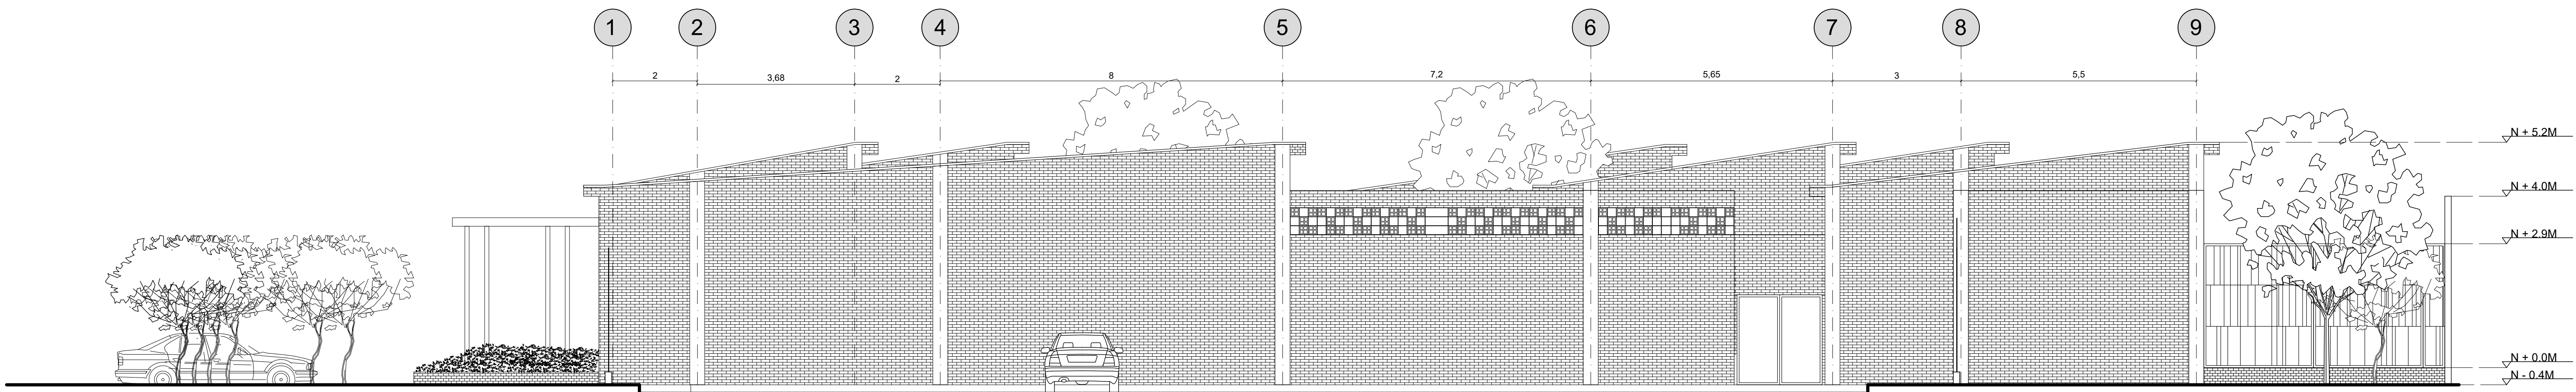 1 2 3 4 5 6 7 8 9
2 3,68 2 8 7,2 5,65 3 5,5
N + 5.2M
N + 4.0M
N + 2.9M
N + 0.0M
N - 0.4M